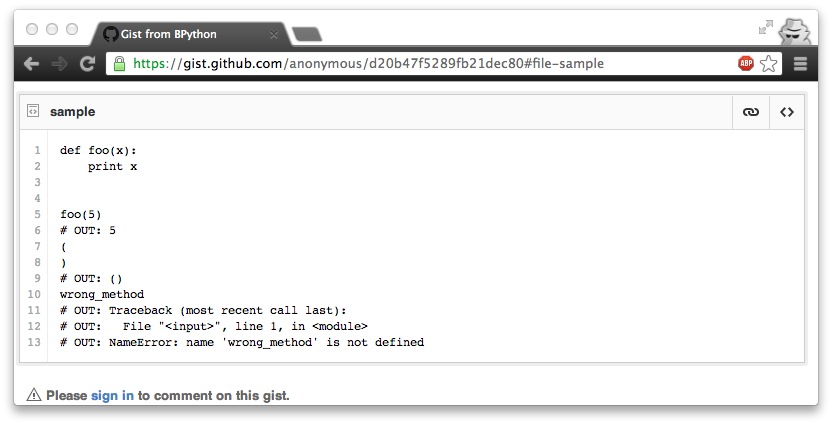 Gist from BPython
https://gist.github.com/anonymous/d20b47f5289fb21dec80#file-sample
ABP
sample
1 def foo(x):
2     print x
3
4
5 foo(5)
6 # OUT: 5
7 (
8 )
9 # OUT: ()
10 wrong_method
11 # OUT: Traceback (most recent call last):
12 # OUT:   File "<input>", line 1, in <module>
13 # OUT: NameError: name 'wrong_method' is not defined
Please sign in to comment on this gist.